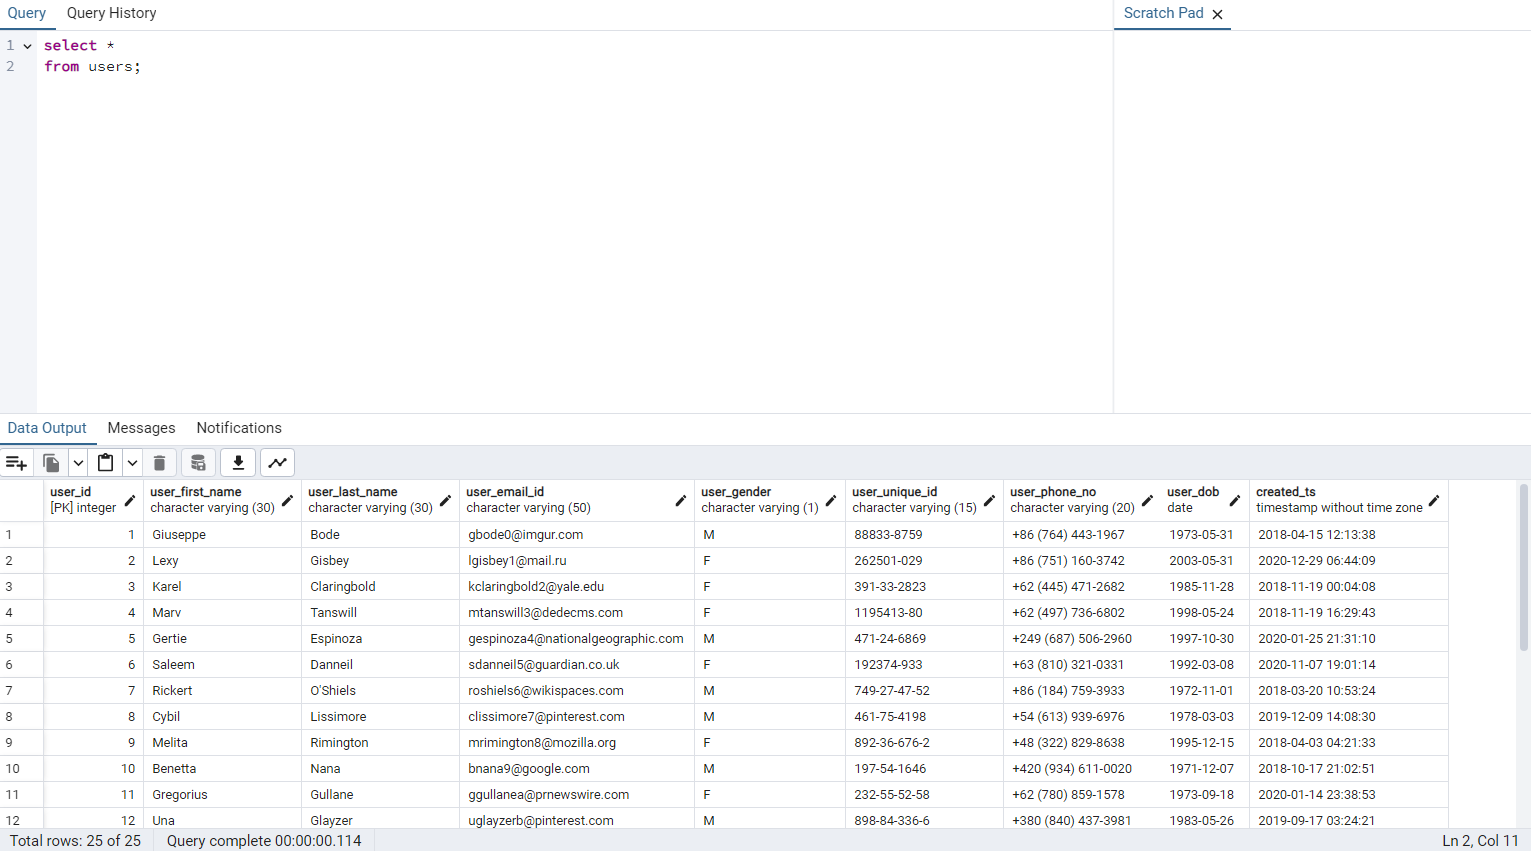 Query Query History Scratch Pad
1 select *
2 from users;
Data Output Messages Notifications
user_id user_first_name user_last_name user_email_id user_gender user_unique_id user_phone_no user_dob created_ts
[PK] integer character varying (30) character varying (30) character varying (50) character varying (1) character varying (15) character varying (20) date timestamp without time zone
1 1 Giuseppe Bode gbode0@imgur.com M 88833-8759 +86 (764) 443-1967 1973-05-31 2018-04-15 12:13:38
2 2 Lexy Gisbey lgisbey1@mail.ru F 262501-029 +86 (751) 160-3742 2003-05-31 2020-12-29 06:44:09
3 3 Karel Claringbold kclaringbold2@yale.edu F 391-33-2823 +62 (445) 471-2682 1985-11-28 2018-11-19 00:04:08
4 4 Marv Tanswill mtanswill3@dedecms.com F 1195413-80 +62 (497) 736-6802 1998-05-24 2018-11-19 16:29:43
5 5 Gertie Espinoza gespinoza4@nationalgeographic.com M 471-24-6869 +249 (687) 506-2960 1997-10-30 2020-01-25 21:31:10
6 6 Saleem Danneil sdanneil5@guardian.co.uk F 192374-933 +63 (810) 321-0331 1992-03-08 2020-11-07 19:01:14
7 7 Rickert O'Shiels roshiels6@wikispaces.com M 749-27-47-52 +86 (184) 759-3933 1972-11-01 2018-03-20 10:53:24
8 8 Cybil Lissimore clissimore7@pinterest.com M 461-75-4198 +54 (613) 939-6976 1978-03-03 2019-12-09 14:08:30
9 9 Melita Rimington mrimington8@mozilla.org F 892-36-676-2 +48 (322) 829-8638 1995-12-15 2018-04-03 04:21:33
10 10 Benetta Nana bnana9@google.com M 197-54-1646 +420 (934) 611-0020 1971-12-07 2018-10-17 21:02:51
11 11 Gregorius Gullane ggullanea@prnewswire.com F 232-55-52-58 +62 (780) 859-1578 1973-09-18 2020-01-14 23:38:53
12 12 Una Glayzer uglayzerb@pinterest.com M 898-84-336-6 +380 (840) 437-3981 1983-05-26 2019-09-17 03:24:21
Total rows: 25 of 25 Query complete 00:00:00.114 Ln 2, Col 11